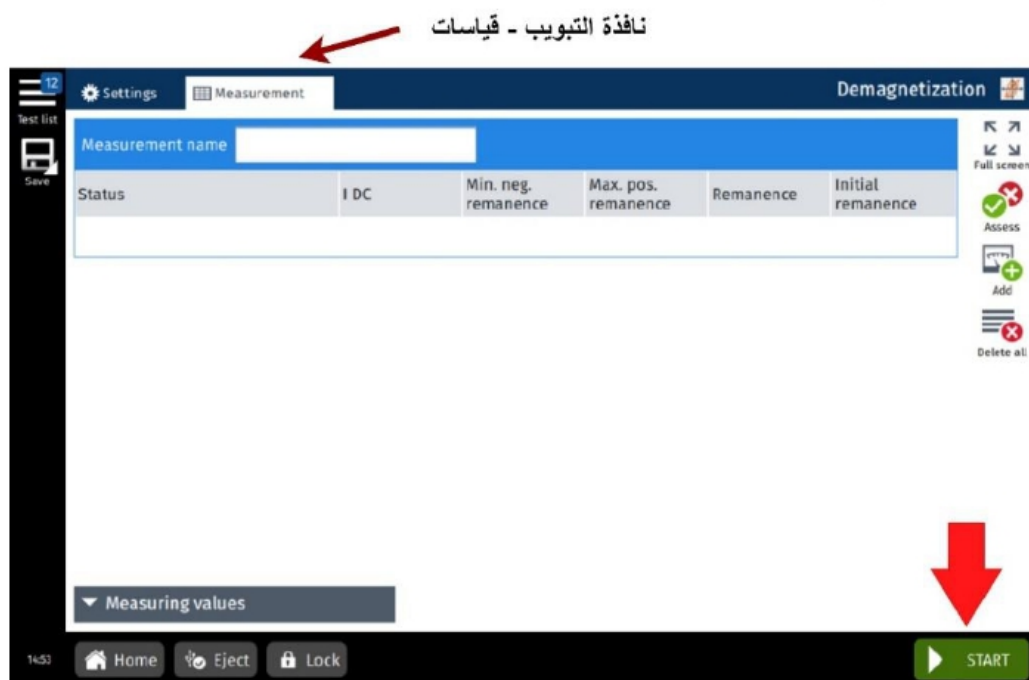 نافذة التبويب - قياسات
12
Settings
Measurement
Demagnetization
Test list
Save
Measurement name
Full screen
Status
I DC
Min. neg.
remanence
Max. pos.
remanence
Remanence
Initial
remanence
Assess
Add
Delete all
Measuring values
14:53
Home
Eject
Lock
START